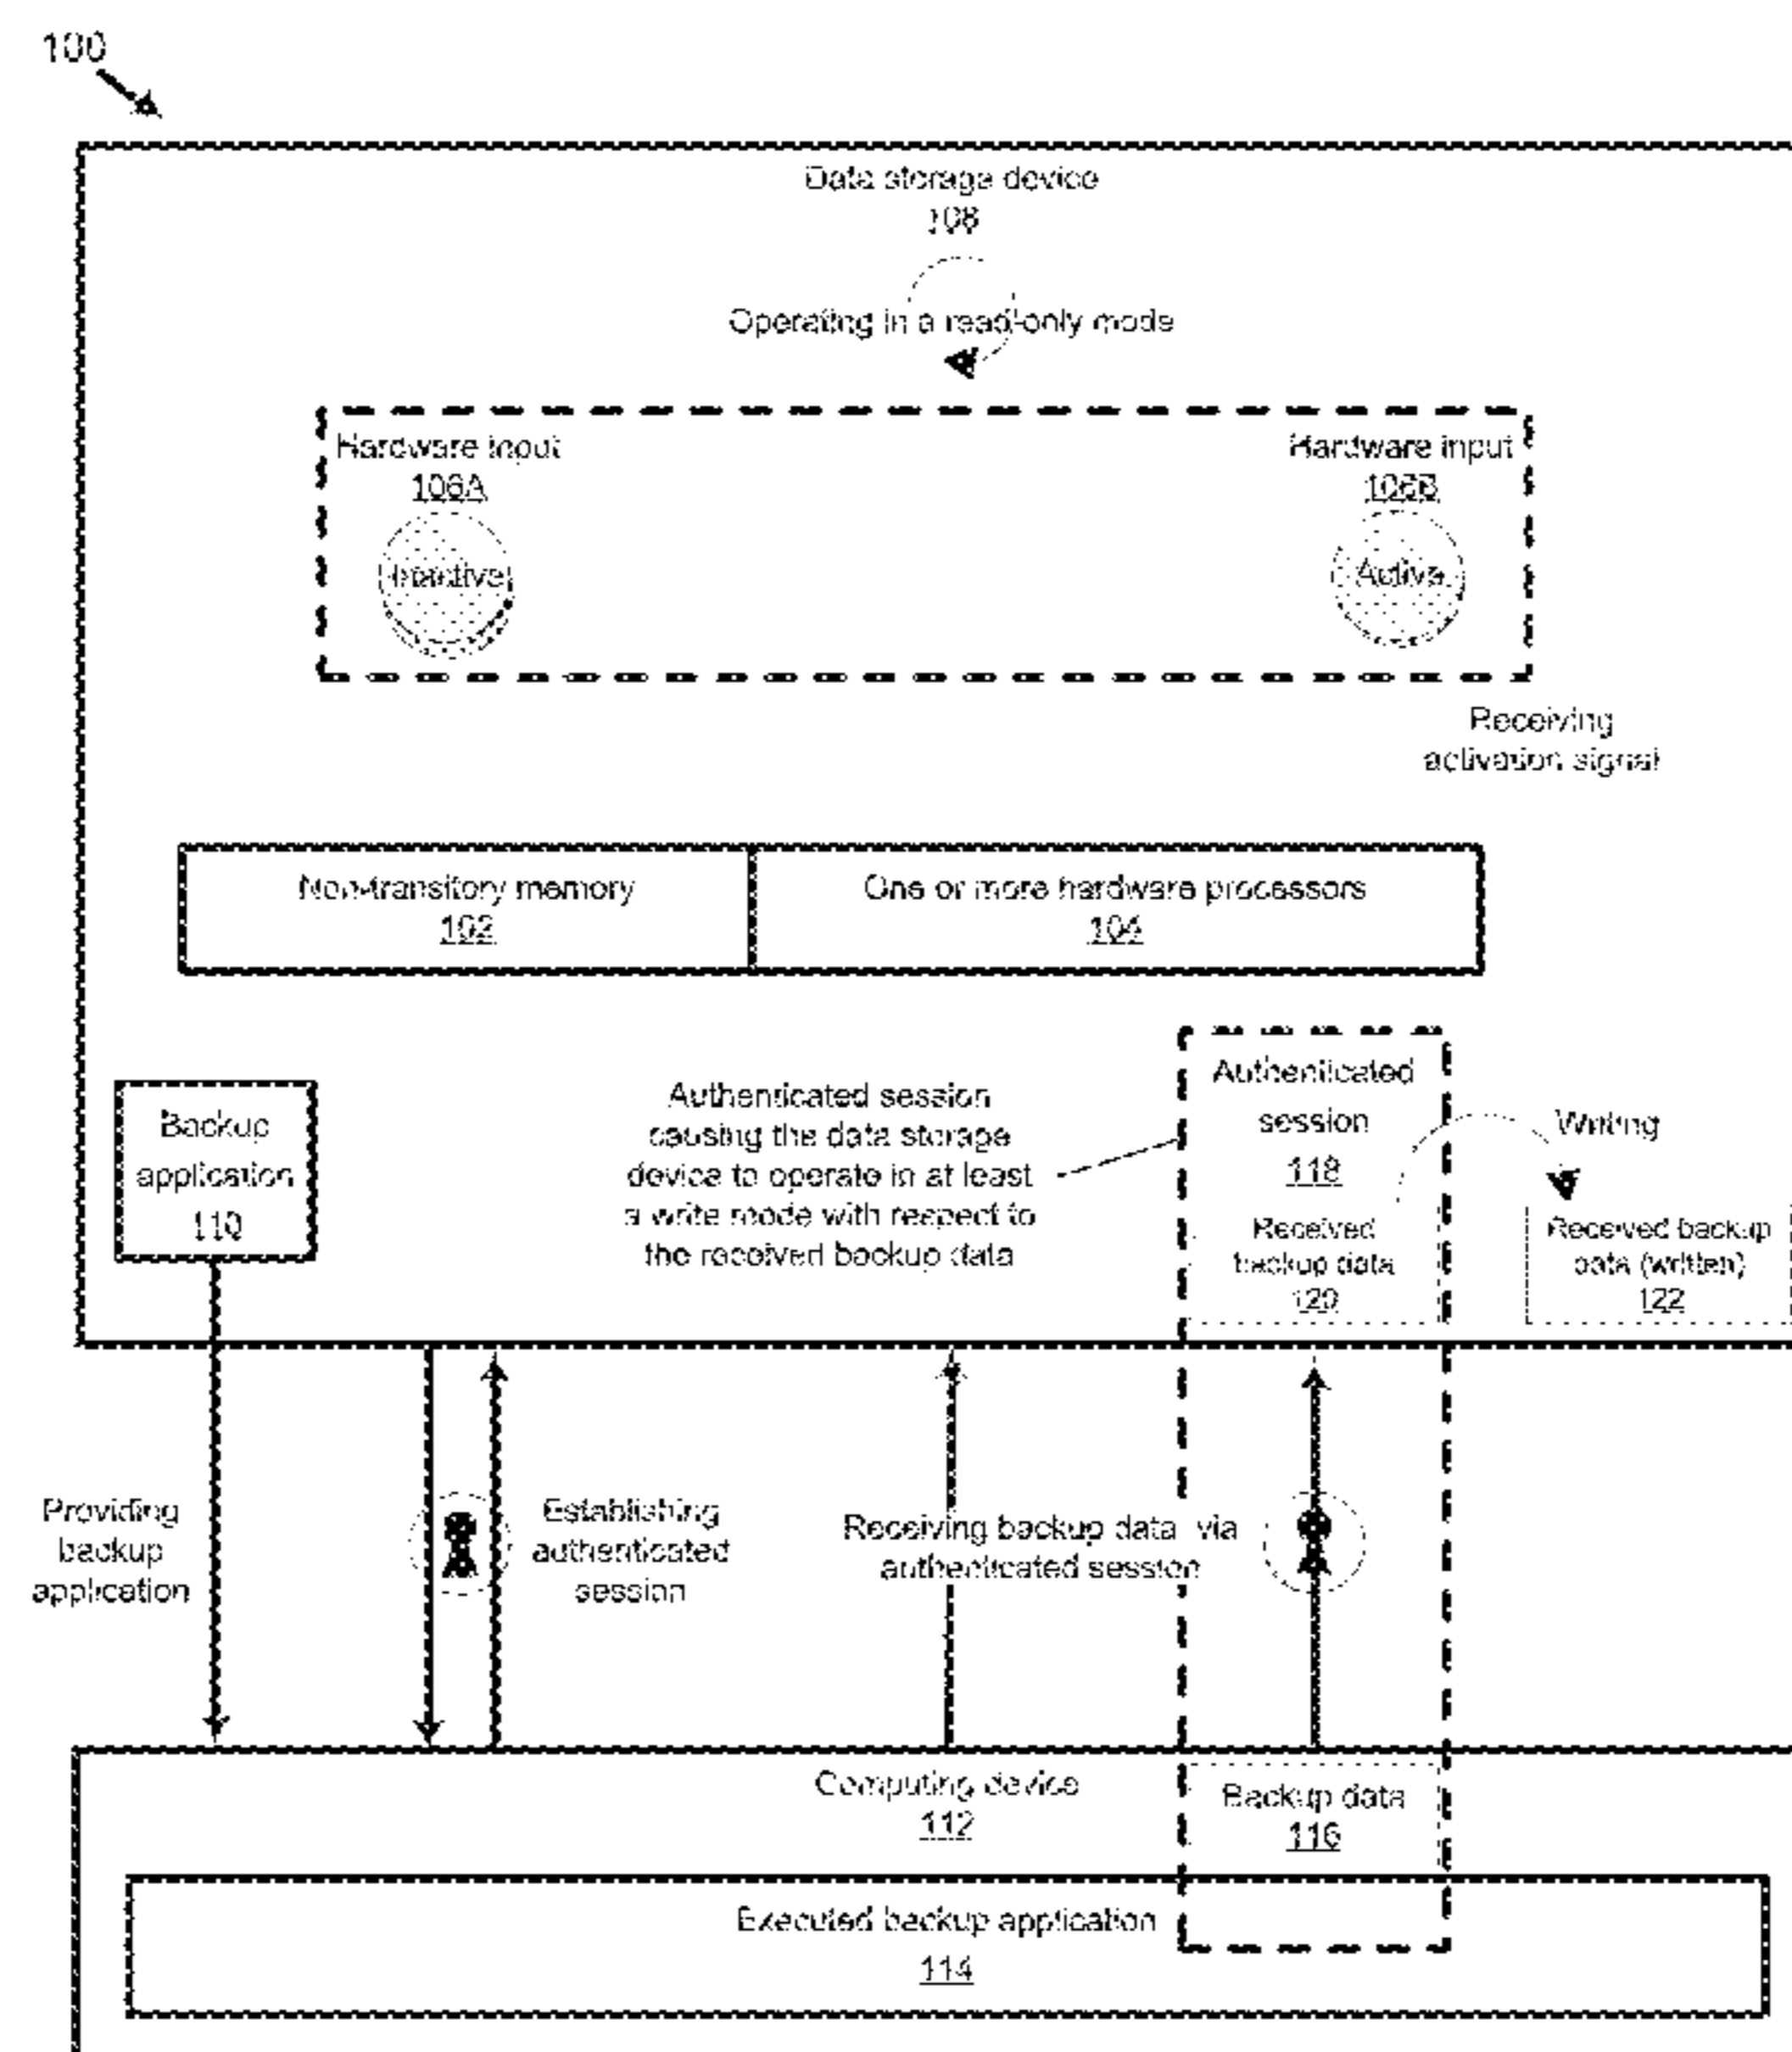 100
Data storage device
108
Operating in a read-only mode
Hardware input
106A
Inactive
Hardware input
106B
Active
Receiving
activation signal
Non-transitory memory
102
One or more hardware processors
104
Backup
application
110
Authenticated session
causing the data storage
device to operate in at least
a write mode with respect to
the received backup data
Authenticated
session
118
Received
backup data
120
Writing
Received backup
data (written)
122
Providing
backup
application
Establishing
authenticated
session
Receiving backup data via
authenticated session
Computing device
112
Backup data
116
Executed backup application
114